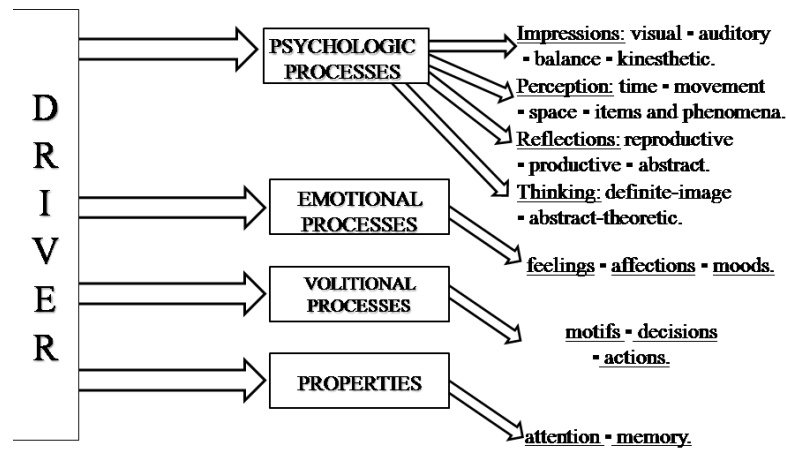 DRIVER
PSYCHOLOGIC
PROCESSES
Impressions: visual - auditory
- balance - kinesthetic.
Perception: time - movement
- space - items and phenomena.
Reflections: reproductive
- productive - abstract.
Thinking: definite-image
- abstract-theoretic.
EMOTIONAL
PROCESSES
feelings - affections - moods.
VOLITIONAL
PROCESSES
motifs - decisions
- actions.
PROPERTIES
attention - memory.